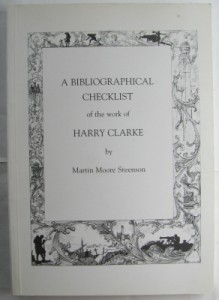 A BIBLIOGRAPHICAL
CHECKLIST
of the work of
HARRY CLARKE
by
Martin Moore Steenson